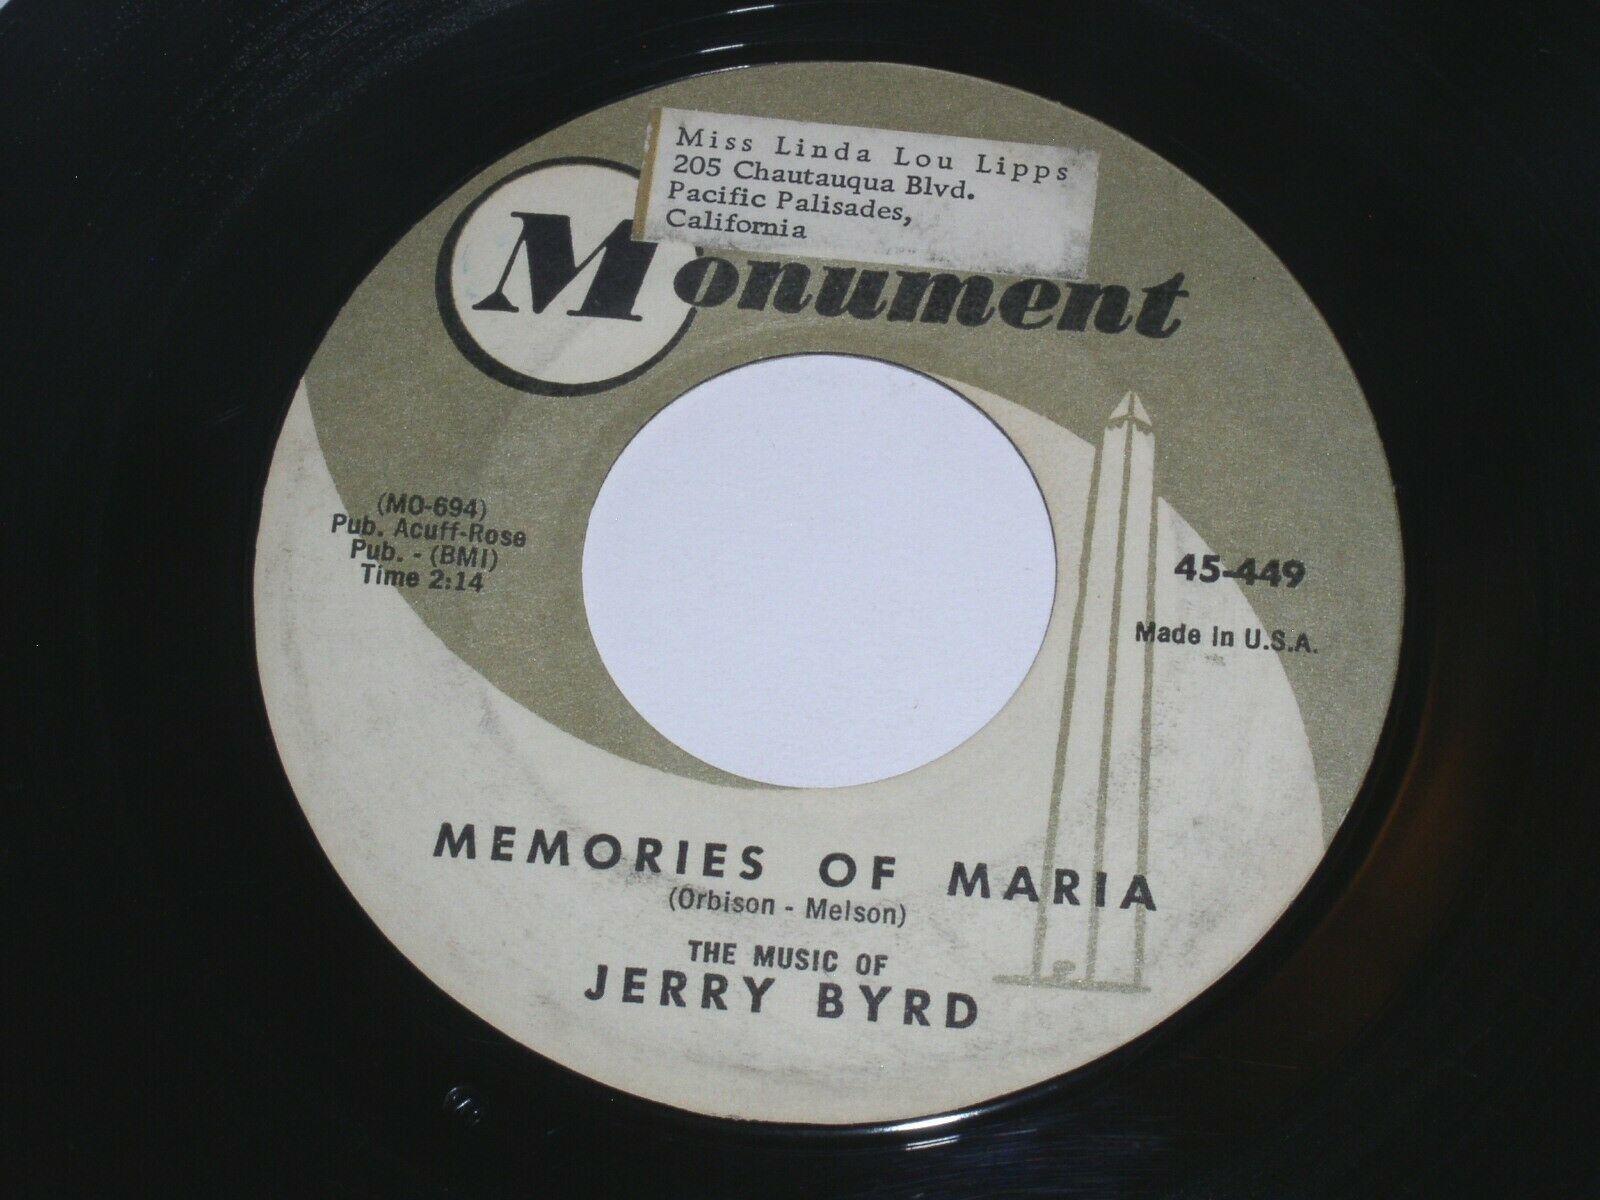 Miss Linda Lou Lipps
205 Chautauqua Blvd.
Pacific Palisades,
California
Monument
(MO-694)
Pub. Acuff-Rose
Pub. - (BMI)
Time 2:14
45-449
Made In U.S.A.
MEMORIES OF MARIA
(Orbison - Melson)
THE MUSIC OF
JERRY BYRD